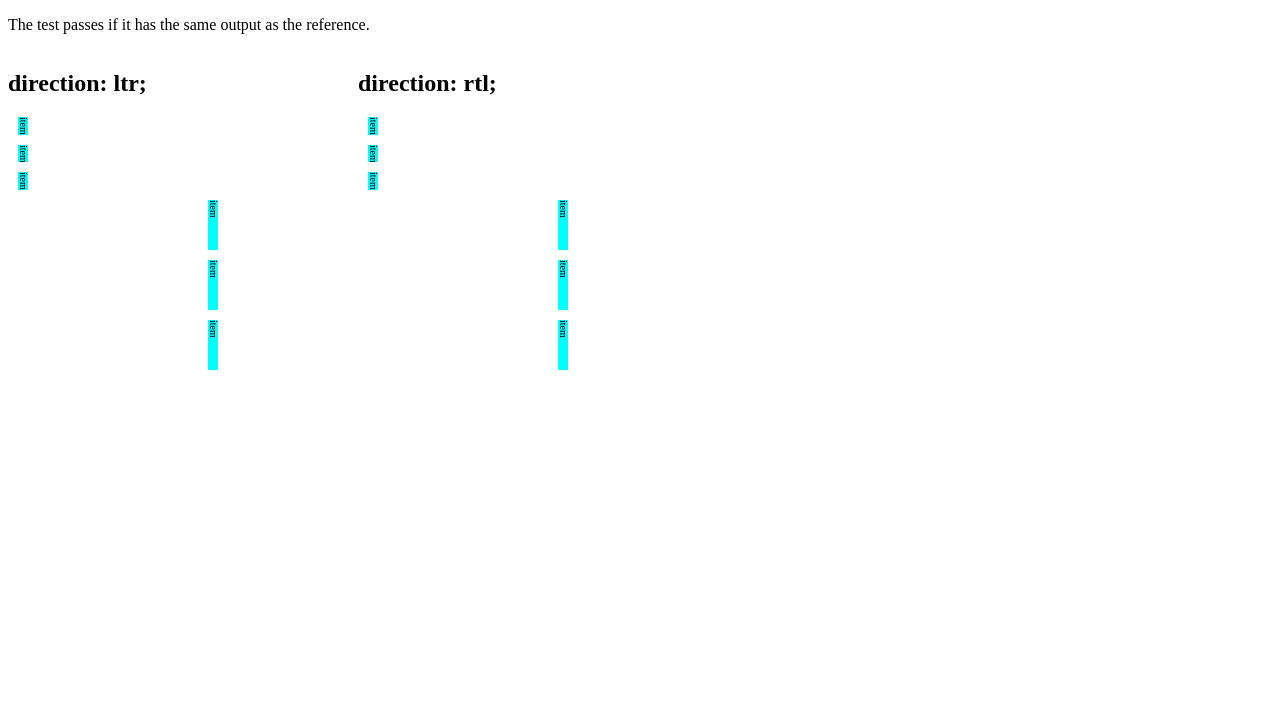 The test passes if it has the same output as the reference.
direction: ltr;
item
item
item
item
item
item
direction: rtl;
item
item
item
item
item
item